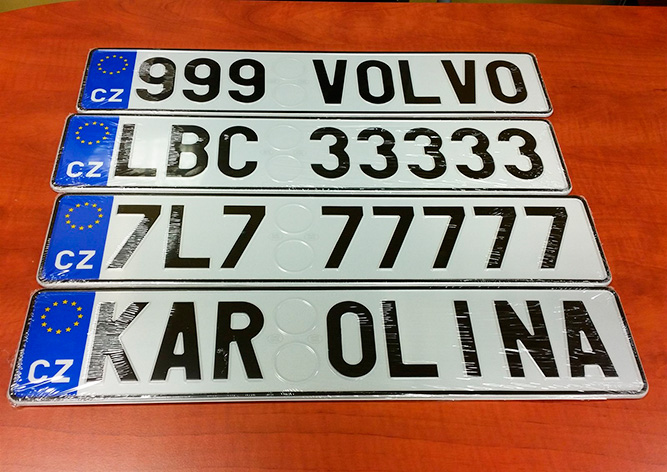 CZ 999 VOLVO
CZ LBC 33333
CZ 7L7 77777
CZ KAR OLINA